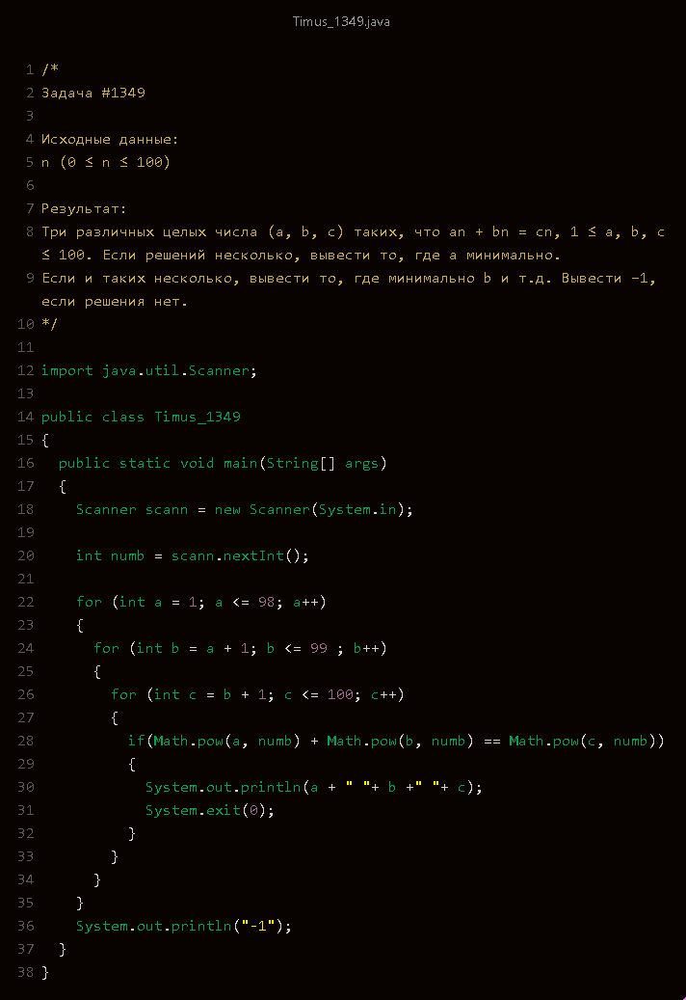 Timus_1349.java
1 /*
2 Задача #1349
3
4 Исходные данные:
5 n (0 ≤ n ≤ 100)
6
7 Результат:
8 Три различных целых числа (a, b, c) таких, что an + bn = cn, 1 ≤ a, b, c
≤ 100. Если решений несколько, вывести то, где a минимально.
9 Если и таких несколько, вывести то, где минимально b и т.д. Вывести -1,
если решения нет.
10 */
11
12 import java.util.Scanner;
13
14 public class Timus_1349
15 {
16   public static void main(String[] args)
17   {
18     Scanner scann = new Scanner(System.in);
19
20     int numb = scann.nextInt();
21
22     for (int a = 1; a <= 98; a++)
23     {
24       for (int b = a + 1; b <= 99 ; b++)
25       {
26         for (int c = b + 1; c <= 100; c++)
27         {
28           if(Math.pow(a, numb) + Math.pow(b, numb) == Math.pow(c, numb))
29           {
30             System.out.println(a + " "+ b +" "+ c);
31             System.exit(0);
32           }
33         }
34       }
35     }
36     System.out.println("-1");
37   }
38 }